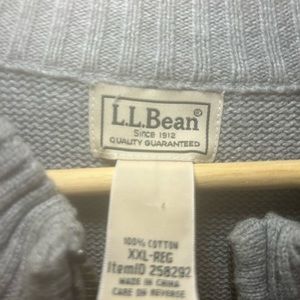 L.L.Bean®
Since 1912
QUALITY GUARANTEED
100% COTTON
XXL-REG
ItemID 258292
MADE IN CHINA
CARE ON REVERSE